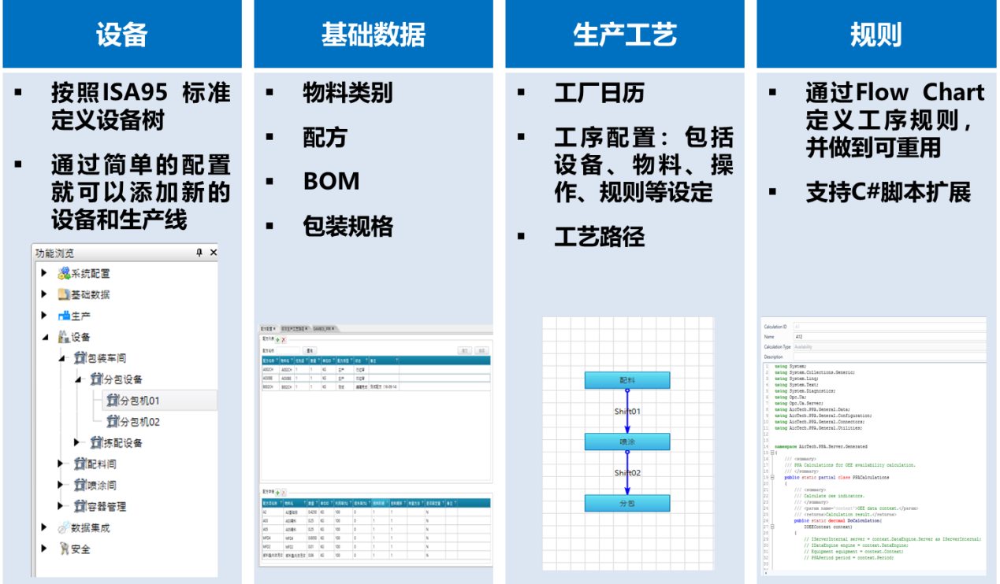 设备
按照ISA95 标准
定义设备树
通过简单的配置
就可以添加新的
设备和生产线
功能浏览
系统配置
基础数据
生产
设备
包装车间
分包设备
分包机01
分包机02
拣配设备
配料间
喷涂间
容器管理
数据集成
安全
基础数据
物料类别
配方
BOM
包装规格
生产工艺
工厂日历
工序配置：包括
设备、物料、操
作、规则等设定
工艺路径
配料
Shift01
喷涂
Shift02
分包
规则
通过Flow Chart
定义工序规则，
并做到可重用
支持C#脚本扩展
Calculation ID A1
Name A12
Calculation Type Availability
Description
using System;
using System.Collections.Generic;
using System.Linq;
using System.Text;
using System.Diagnostics;
using Opc.Ua;
using Opc.Ua.Server;
using AicTech.PPA.General.Data;
using AicTech.PPA.General.Configuration;
using AicTech.PPA.General.Connectors;
using AicTech.PPA.General.Utilities;
namespace AicTech.PPA.Server.Generated
{
/// <summary>
/// PPA Calculations for OEE availability calculation.
/// </summary>
public static partial class PPACalculations
{
/// <summary>
/// Calculate oee indicators.
/// </summary>
/// <param name="context">OEE data context.</param>
/// <returns>Calculation result.</returns>
public static decimal DoCalculation(
IOEEContext context)
{
// IServerInternal server = context.DataEngine.Server as IServerInternal;
// IDataEngine engine = context.DataEngine;
// Equipment equipment = context.Context;
// PPAPeriod period = context.Period;